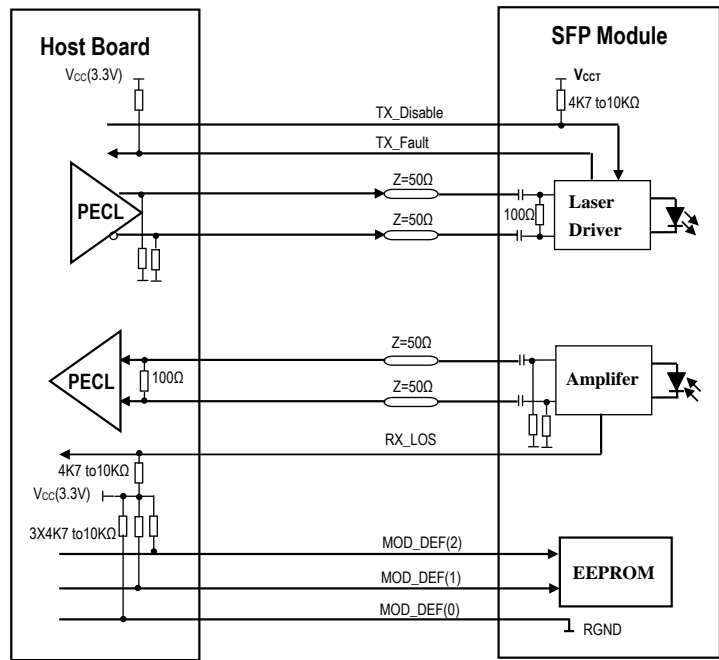 Host Board
SFP Module
Vcc(3.3V)
VCCT
4K7 to10KΩ
TX_Disable
TX_Fault
Z=50Ω
PECL
Z=50Ω
100Ω
Laser
Driver
Z=50Ω
PECL
100Ω
Z=50Ω
Amplifer
RX_LOS
4K7 to10KΩ
Vcc(3.3V)
3X4K7 to10KΩ
MOD_DEF(2)
EEPROM
MOD_DEF(1)
MOD_DEF(0)
RGND